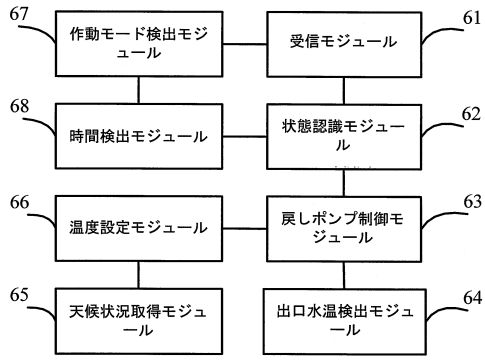 67
作動モード検出モジ
ュール
受信モジュール
61
68
時間検出モジュール
状態認識モジュー
ル
62
66
温度設定モジュール
戻しポンプ制御モ
ジュール
63
65
天候状況取得モジュ
ール
出口水温検出モジュ
ール
64